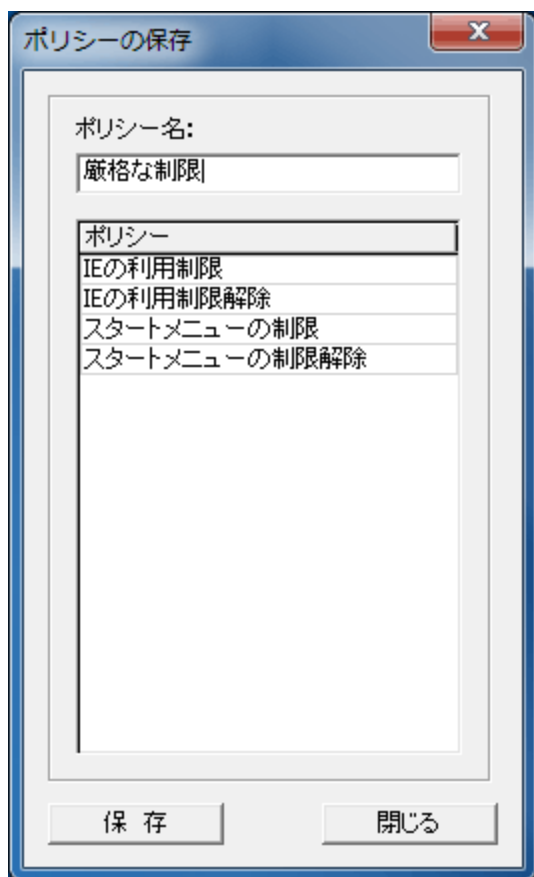 ポリシーの保存
ポリシー名:
厳格な制限
ポリシー
IEの利用制限
IEの利用制限解除
スタートメニューの制限
スタートメニューの制限解除
保 存
閉じる